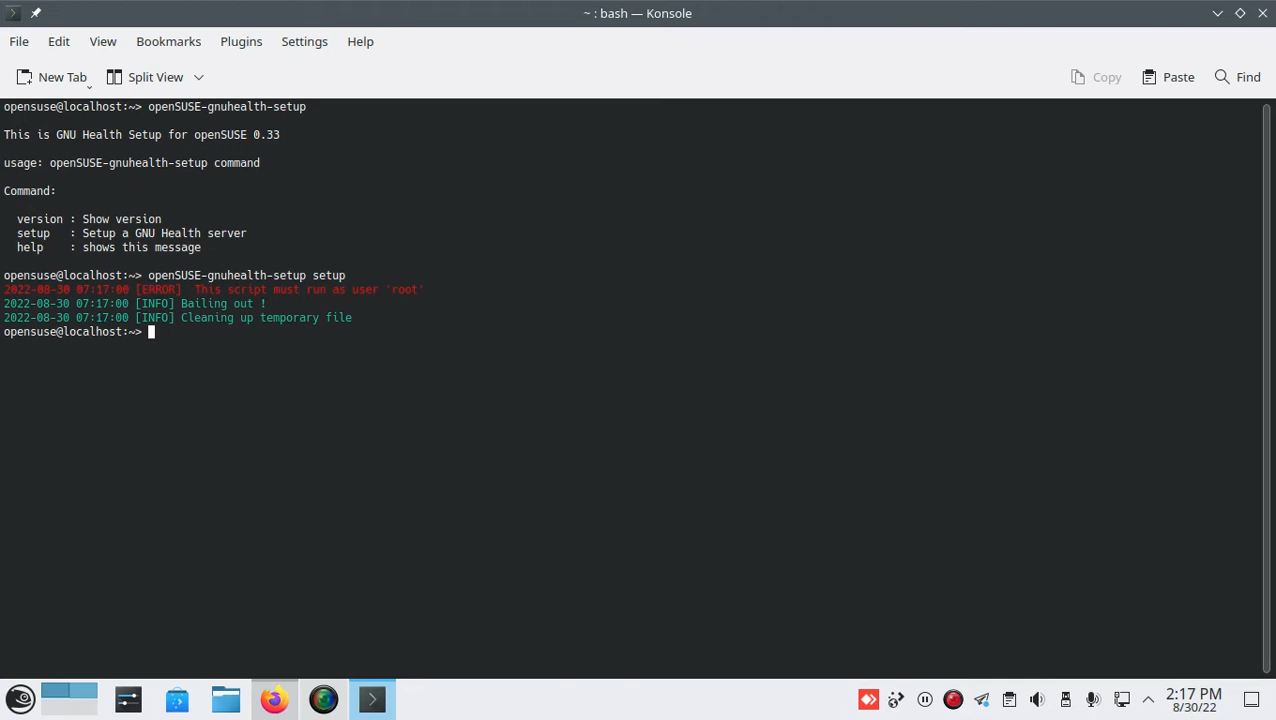 ~ : bash — Konsole
File Edit View Bookmarks Plugins Settings Help
New Tab Split View Copy Paste Find
opensuse@localhost:~> openSUSE-gnuhealth-setup
This is GNU Health Setup for openSUSE 0.33
usage: openSUSE-gnuhealth-setup command
Command:
version : Show version
setup : Setup a GNU Health server
help : shows this message
opensuse@localhost:~> openSUSE-gnuhealth-setup setup
2022-08-30 07:17:00 [ERROR] This script must run as user 'root'
2022-08-30 07:17:00 [INFO] Bailing out !
2022-08-30 07:17:00 [INFO] Cleaning up temporary file
opensuse@localhost:~>
2:17 PM
8/30/22